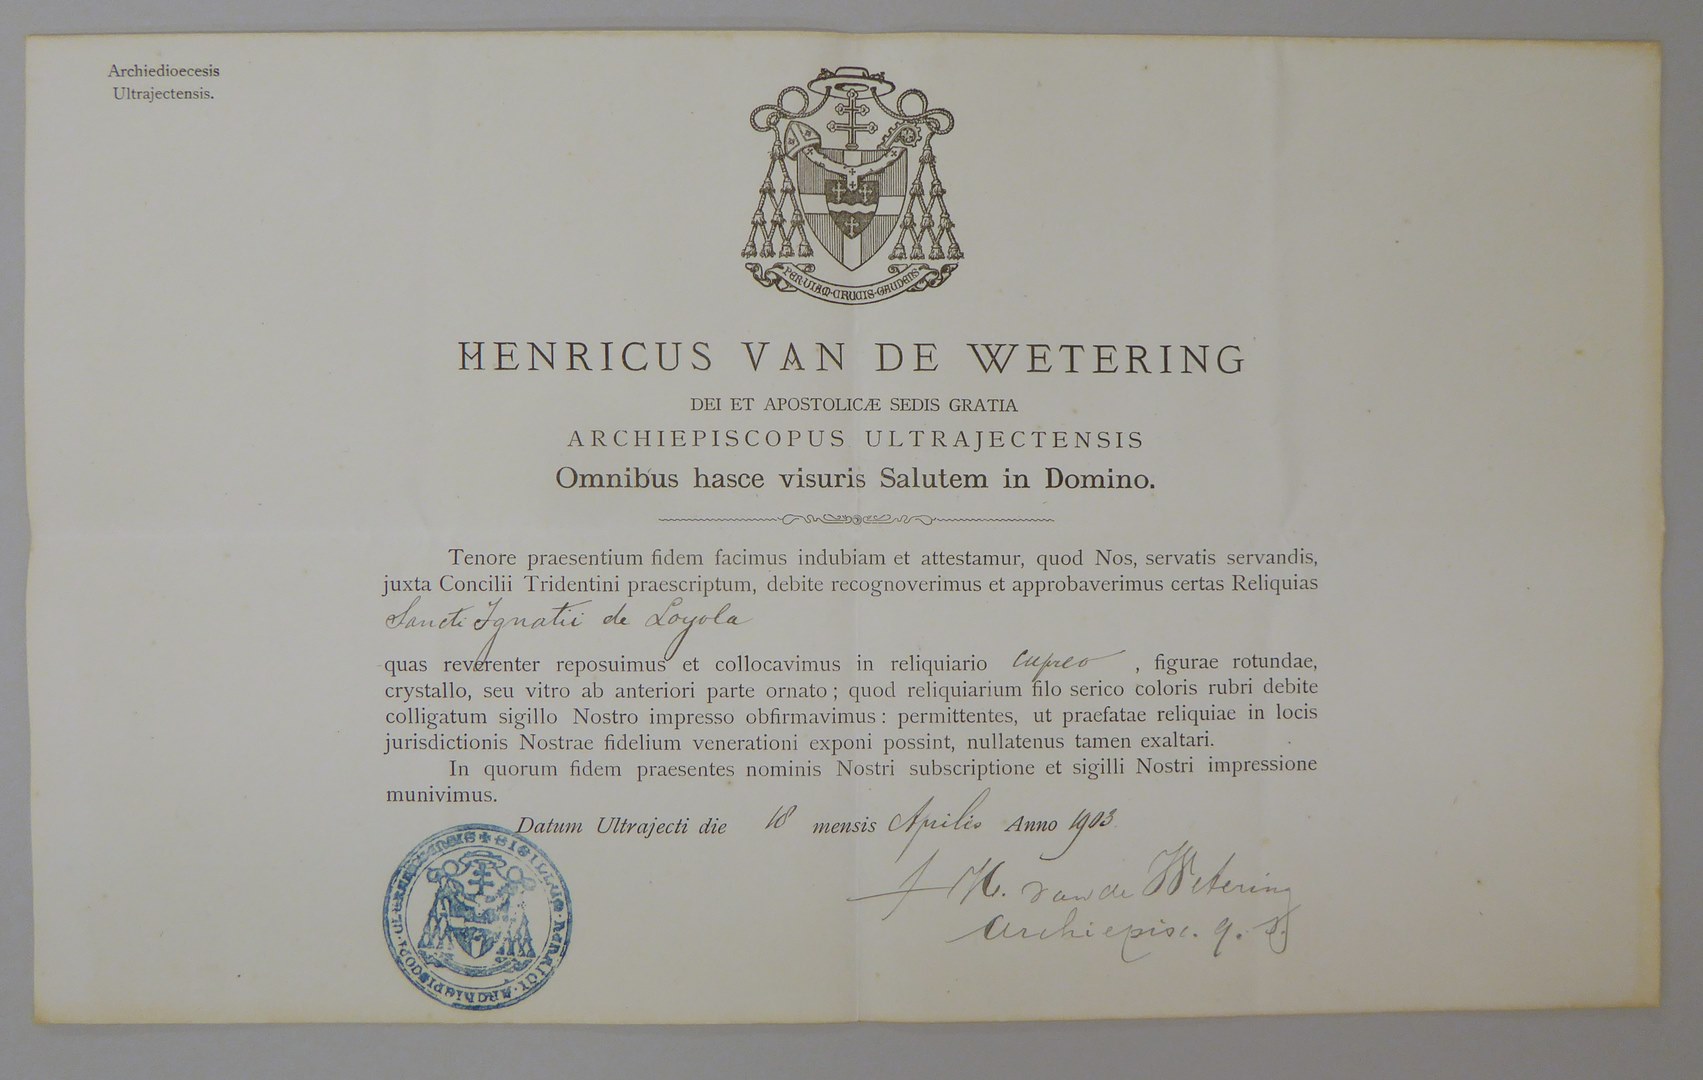 Archiedioecesis
Ultrajectensis.
PER·VIAM·CRUCIS·GAUDENS
HENRICUS VAN DE WETERING
DEI ET APOSTOLICÆ SEDIS GRATIA
ARCHIEPISCOPUS ULTRAJECTENSIS
Omnibus hasce visuris Salutem in Domino.
Tenore praesentium fidem facimus indubiam et attestamur, quod Nos, servatis servandis,
juxta Concilii Tridentini praescriptum, debite recognoverimus et approbaverimus certas Reliquias
Sancti Ignatii de Loyola
quas reverenter reposuimus et collocavimus in reliquiario cupreo , figurae rotundae,
crystallo, seu vitro ab anteriori parte ornato; quod reliquiarium filo serico coloris rubri debite
colligatum sigillo Nostro impresso obfirmavimus: permittentes, ut praefatae reliquiae in locis
jurisdictionis Nostrae fidelium venerationi exponi possint, nullatenus tamen exaltari.
In quorum fidem praesentes nominis Nostri subscriptione et sigilli Nostri impressione
munivimus.
Datum Ultrajecti die 18 mensis Aprilis Anno 1903
† H. van de Wetering
Archiepisc. q. s.
SIGILLUM·HENRICI·ARCHIEPISCOPI